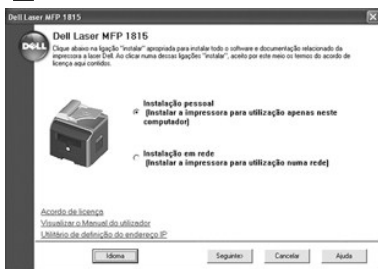 Dell Laser MFP 1815
DELL
Dell Laser MFP 1815
Clique abaixo na ligação "instalar" apropriada para instalar todo o software e documentação relacionado da
impressora a laser Dell. Ao clicar numa dessas ligações "instalar", aceito por este meio os termos do acordo de
licença aqui contidos.
Instalação pessoal
(Instalar a impressora para utilização apenas neste
computador)
Instalação em rede
(Instalar a impressora para utilização numa rede)
Acordo de licença
Visualizar o Manual do utilizador
Utilitário de definição do endereço IP
Idioma
Seguinte>
Cancelar
Ajuda